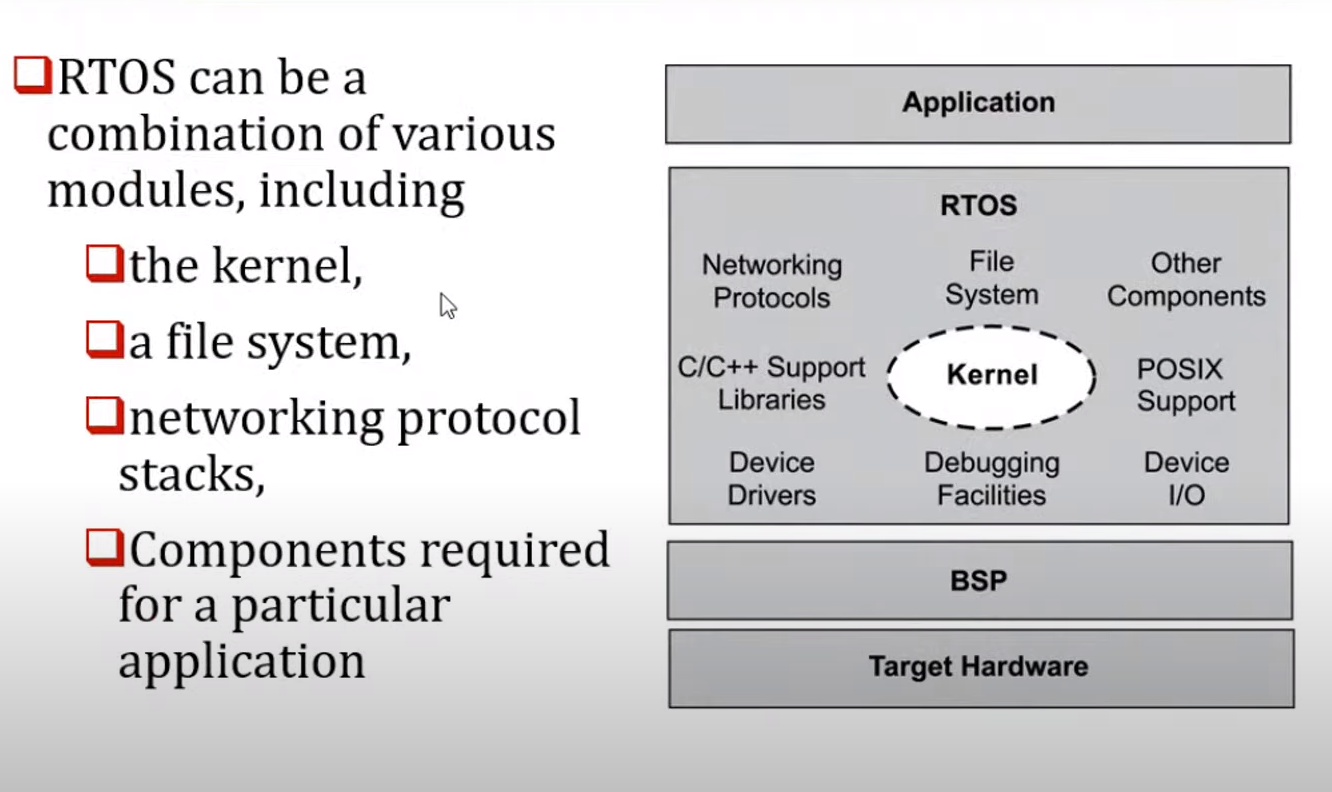 RTOS can be a
combination of various
modules, including
the kernel,
a file system,
networking protocol
stacks,
Components required
for a particular
application
Application
RTOS
Networking
Protocols
File
System
Other
Components
C/C++ Support
Libraries
Kernel
POSIX
Support
Device
Drivers
Debugging
Facilities
Device
I/O
BSP
Target Hardware